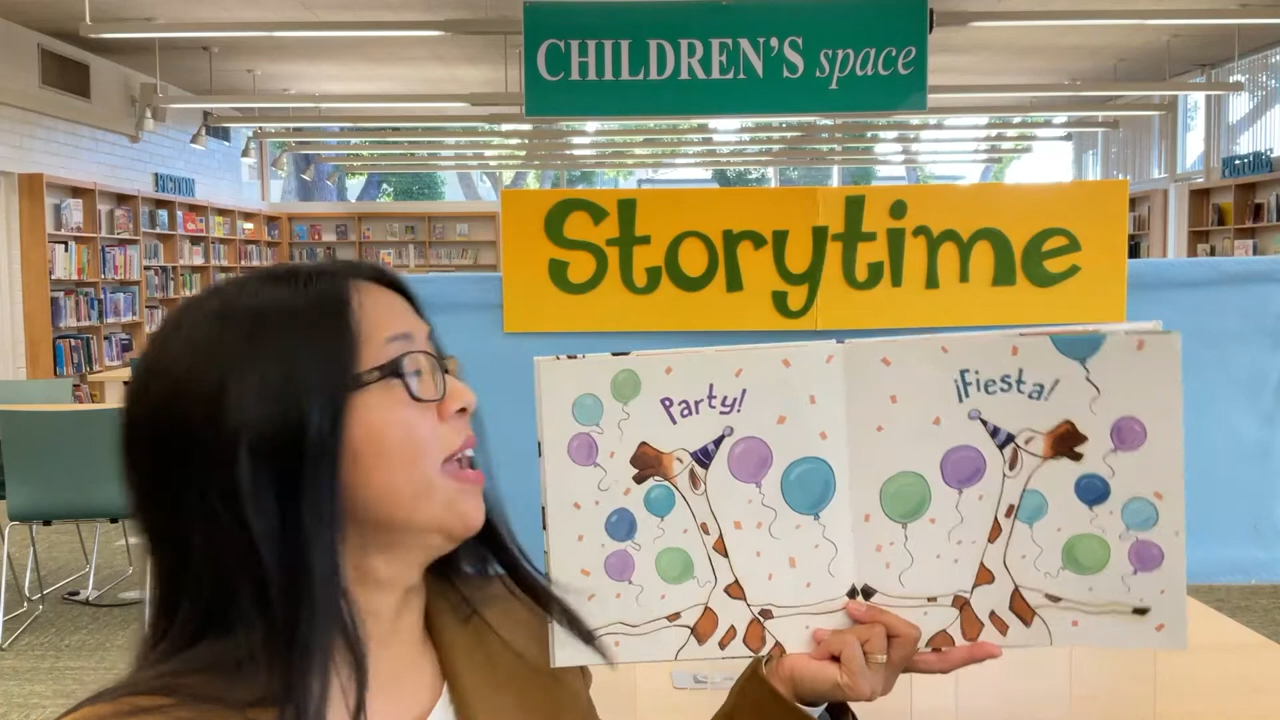 CHILDREN'S space
FICTION
PICTURE
Storytime
Party!
¡Fiesta!